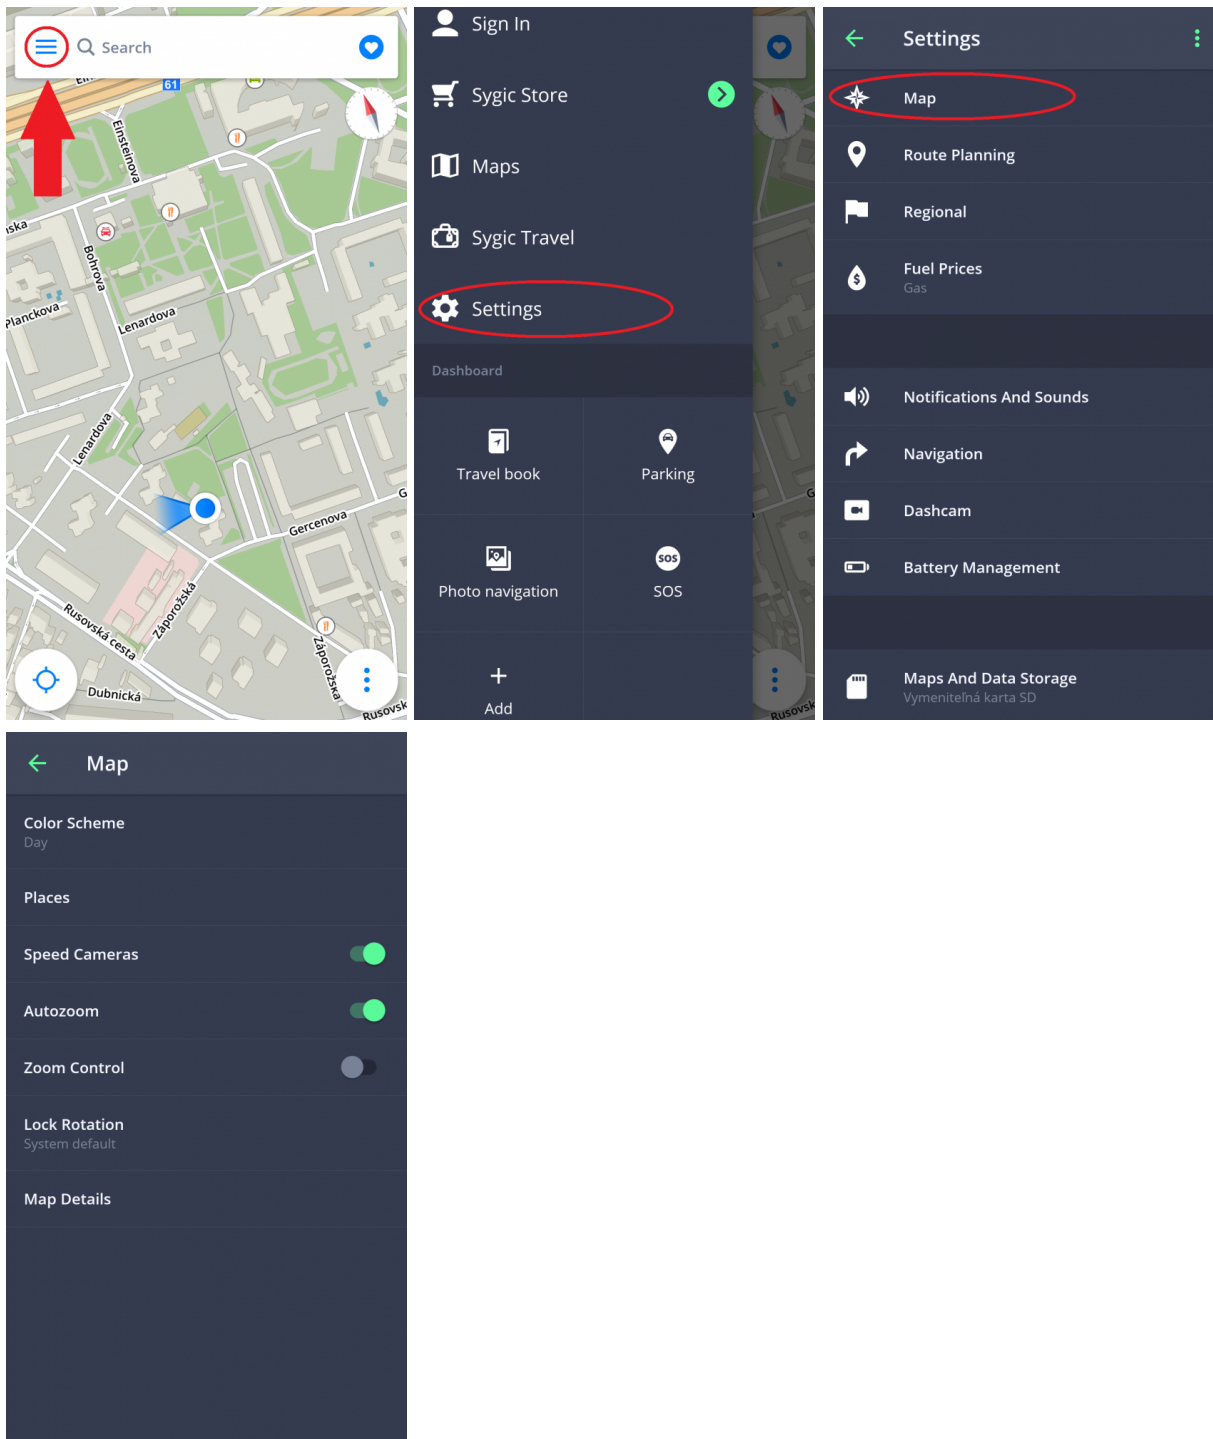 Search
61
Einsteinova
nska
Bohrova
Planckova
Lenardova
Lenardova
Gercenova
Záporožská
Rusovská cesta
Záporožská
Dubnická
Rusovsk
Sign In
Sygic Store
Maps
Sygic Travel
Settings
Dashboard
Travel book
Parking
Photo navigation
SOS
SOS
Add
Rusovsk
Settings
Map
Route Planning
Regional
Fuel Prices
Gas
Notifications And Sounds
Navigation
Dashcam
Battery Management
Maps And Data Storage
Vymeniteľná karta SD
Map
Color Scheme
Day
Places
Speed Cameras
Autozoom
Zoom Control
Lock Rotation
System default
Map Details